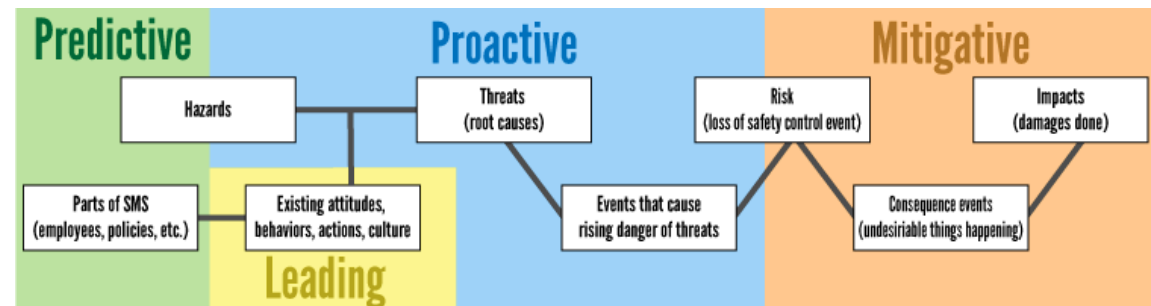 Predictive
Proactive
Mitigative
Hazards
Threats
(root causes)
Risk
(loss of safety control event)
Impacts
(damages done)
Parts of SMS
(employees, policies, etc.)
Existing attitudes,
behaviors, actions, culture
Events that cause
rising danger of threats
Consequence events
(undesiriable things happening)
Leading